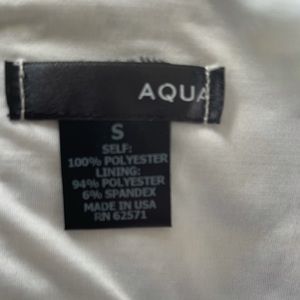 AQUA
S
SELF:
100% POLYESTER
LINING:
94% POLYESTER
6% SPANDEX
MADE IN USA
RN 62571